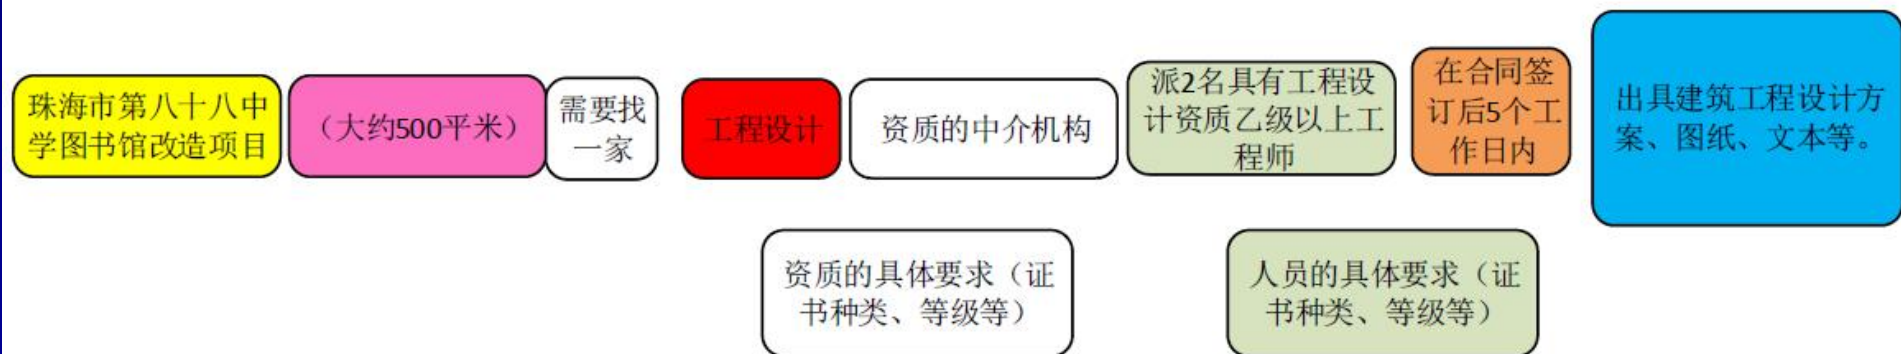 珠海市第八十八中
学图书馆改造项目
（大约500平米）
需要找
一家
工程设计
资质的中介机构
派2名具有工程设
计资质乙级以上工
程师
在合同签
订后5个工
作日内
出具建筑工程设计方
案、图纸、文本等。
资质的具体要求（证
书种类、等级等）
人员的具体要求（证
书种类、等级等）